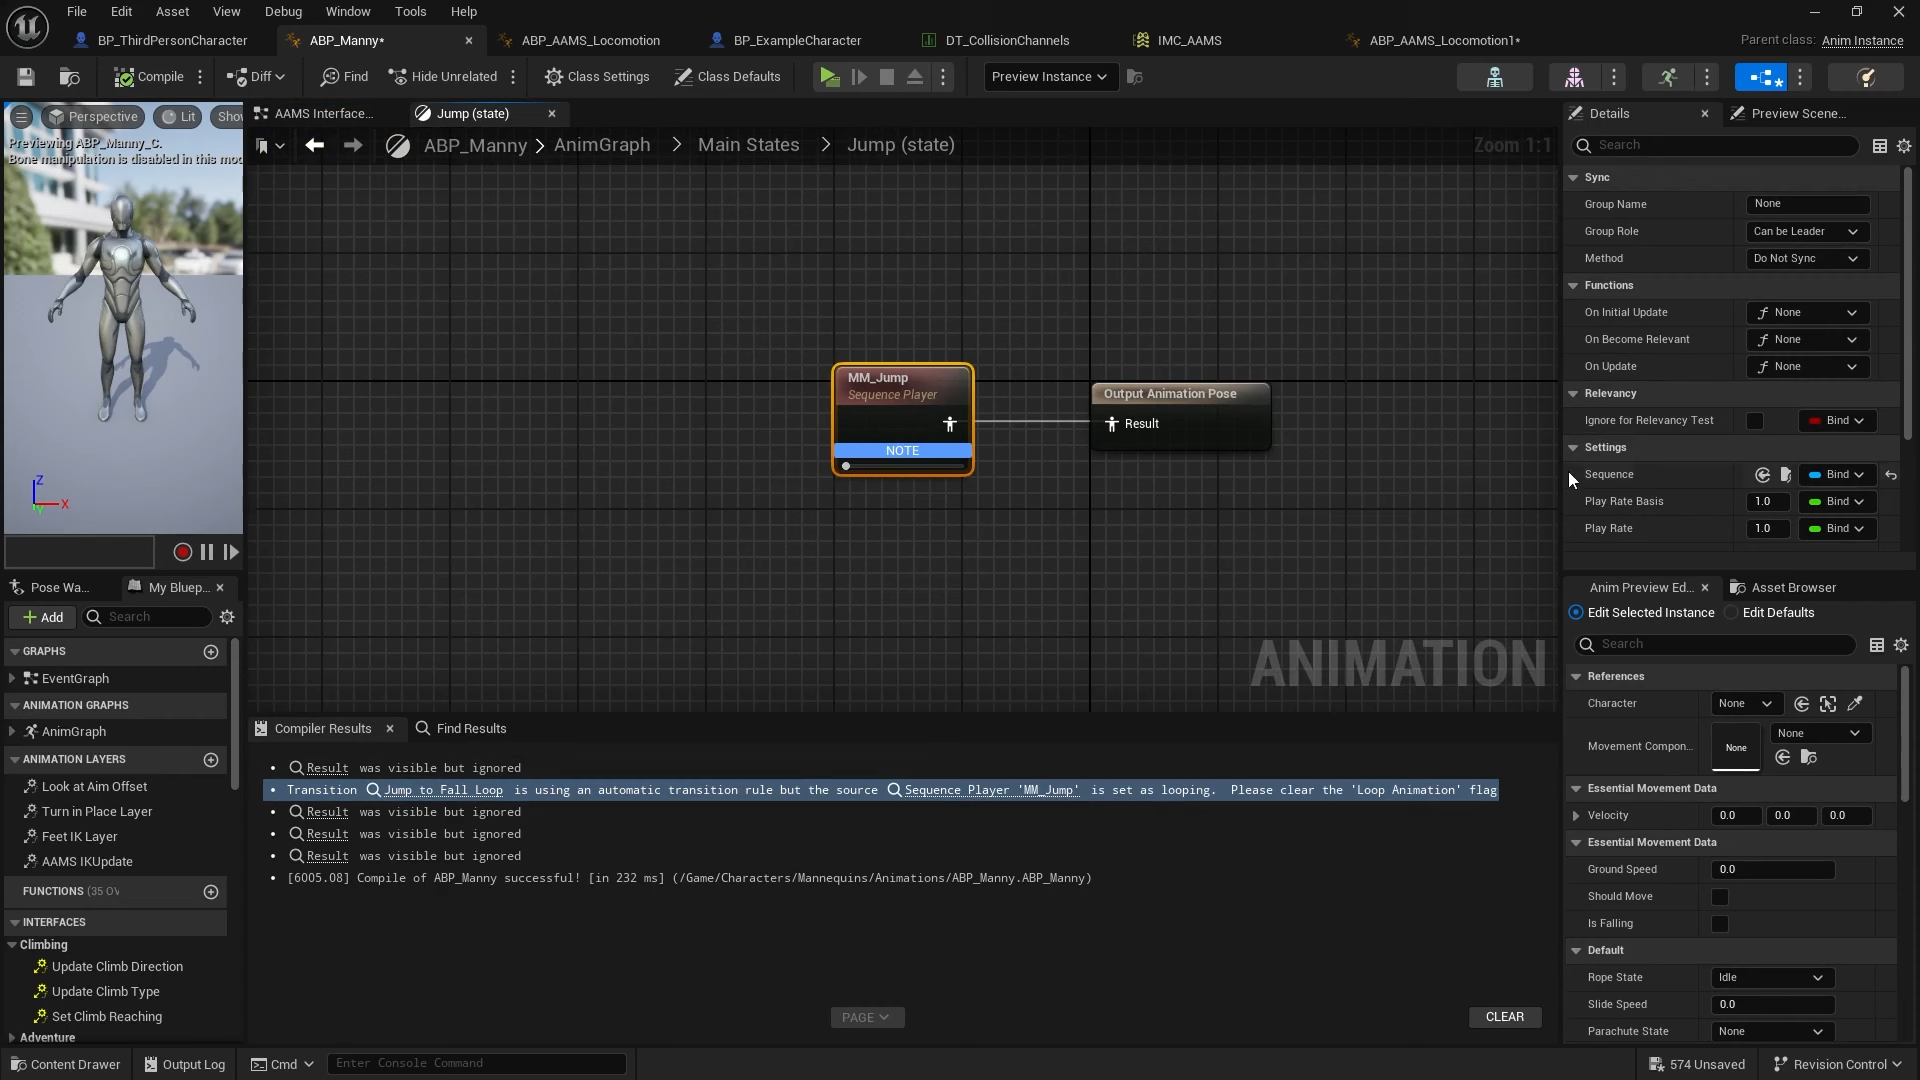 File Edit Asset View Debug Window Tools Help
BP_ThirdPersonCharacter ABP_Manny* ABP_AAMS_Locomotion BP_ExampleCharacter DT_CollisionChannels IMC_AAMS ABP_AAMS_Locomotion1* Parent class: Anim Instance
Compile Diff Find Hide Unrelated Class Settings Class Defaults Preview Instance
Perspective Lit Show
Previewing ABP_Manny_C.
Bone manipulation is disabled in this mod
Z
X
Y
AAMS Interface... Jump (state)
ABP_Manny > AnimGraph > Main States > Jump (state)
Zoom 1:1
MM_Jump
Sequence Player
NOTE
Output Animation Pose
Result
ANIMATION
Details Preview Scene...
Search
Sync
Group Name None
Group Role Can be Leader
Method Do Not Sync
Functions
On Initial Update None
On Become Relevant None
On Update None
Relevancy
Ignore for Relevancy Test Bind
Settings
Sequence Bind
Play Rate Basis 1.0 Bind
Play Rate 1.0 Bind
Pose Wa... My Bluep...
Add Search
GRAPHS
EventGraph
ANIMATION GRAPHS
AnimGraph
ANIMATION LAYERS
Look at Aim Offset
Turn in Place Layer
Feet IK Layer
AAMS IKUpdate
FUNCTIONS (35 OV
INTERFACES
Climbing
Update Climb Direction
Update Climb Type
Set Climb Reaching
Adventure
Compiler Results Find Results
• Result was visible but ignored
• Transition Jump to Fall Loop is using an automatic transition rule but the source Sequence Player 'MM_Jump' is set as looping. Please clear the 'Loop Animation' flag
• Result was visible but ignored
• Result was visible but ignored
• Result was visible but ignored
• [6005.08] Compile of ABP_Manny successful! [in 232 ms] (/Game/Characters/Mannequins/Animations/ABP_Manny.ABP_Manny)
PAGE
CLEAR
Anim Preview Ed... Asset Browser
Edit Selected Instance Edit Defaults
Search
References
Character None
Movement Compon... None None
Essential Movement Data
Velocity 0.0 0.0 0.0
Essential Movement Data
Ground Speed 0.0
Should Move
Is Falling
Default
Rope State Idle
Slide Speed 0.0
Parachute State None
Content Drawer Output Log Cmd Enter Console Command 574 Unsaved Revision Control